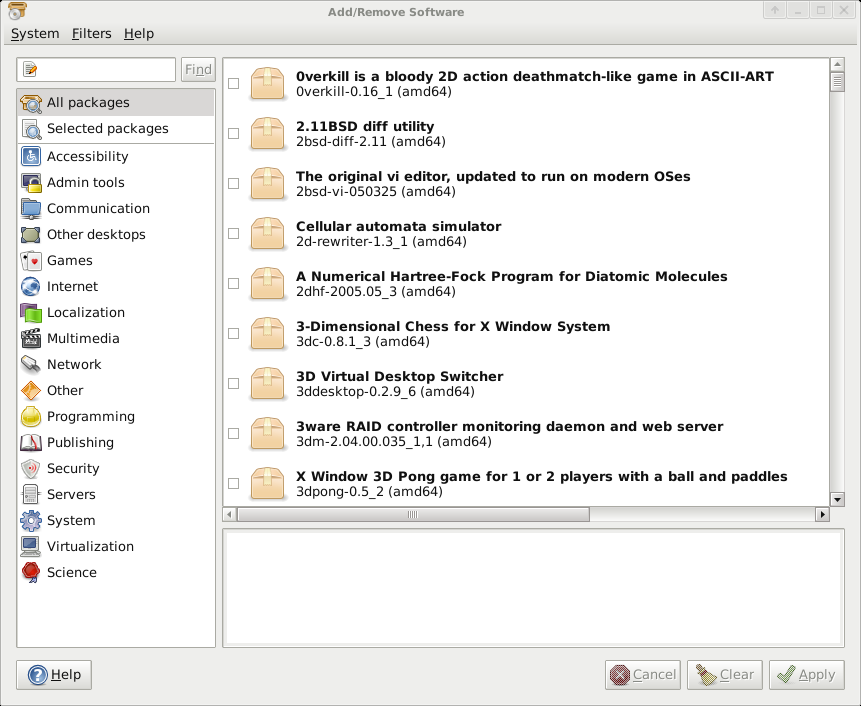 Add/Remove Software
System Filters Help
Find
All packages
Selected packages
Accessibility
Admin tools
Communication
Other desktops
Games
Internet
Localization
Multimedia
Network
Other
Programming
Publishing
Security
Servers
System
Virtualization
Science
0verkill is a bloody 2D action deathmatch-like game in ASCII-ART
0verkill-0.16_1 (amd64)
2.11BSD diff utility
2bsd-diff-2.11 (amd64)
The original vi editor, updated to run on modern OSes
2bsd-vi-050325 (amd64)
Cellular automata simulator
2d-rewriter-1.3_1 (amd64)
A Numerical Hartree-Fock Program for Diatomic Molecules
2dhf-2005.05_3 (amd64)
3-Dimensional Chess for X Window System
3dc-0.8.1_3 (amd64)
3D Virtual Desktop Switcher
3ddesktop-0.2.9_6 (amd64)
3ware RAID controller monitoring daemon and web server
3dm-2.04.00.035_1,1 (amd64)
X Window 3D Pong game for 1 or 2 players with a ball and paddles
3dpong-0.5_2 (amd64)
Help
Cancel
Clear
Apply